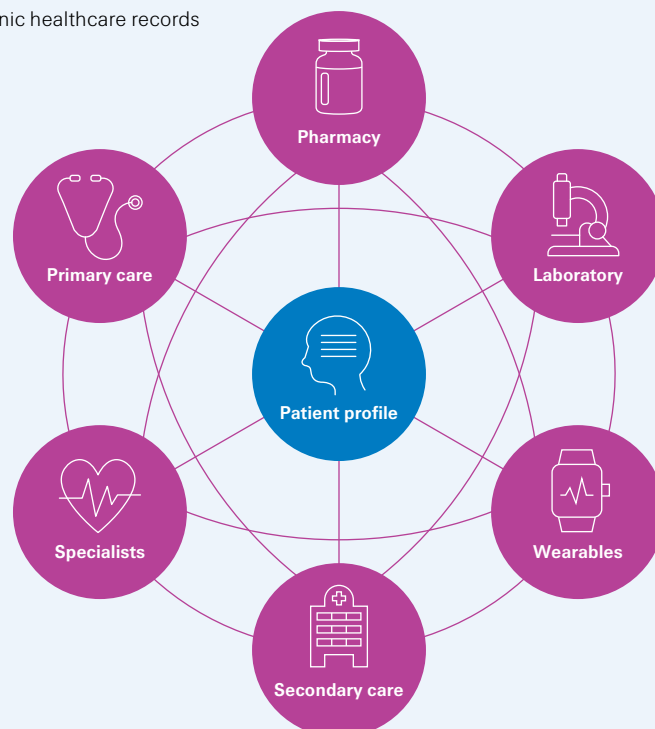 nic healthcare records
Pharmacy
Primary care
Laboratory
Patient profile
Specialists
Wearables
Secondary care